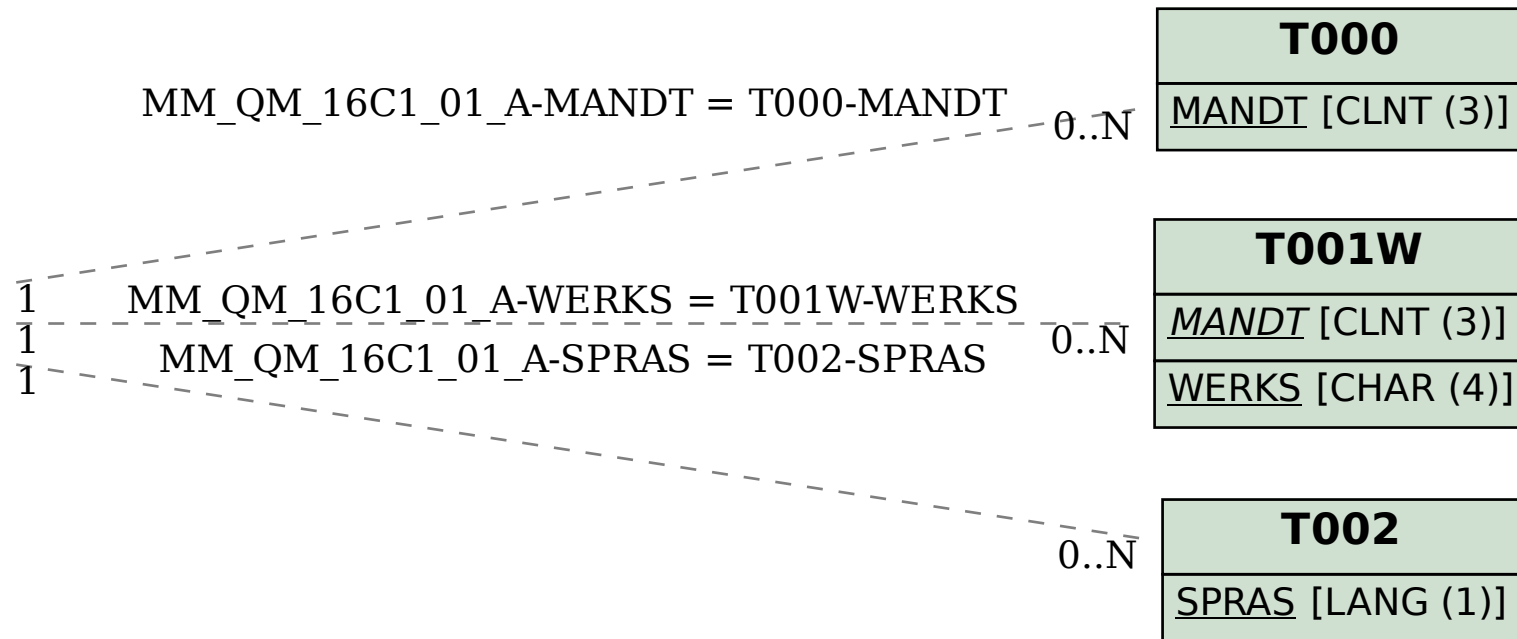 T000
MM_QM_16C1_01_A-MANDT = T000-MANDT
0..N
MANDT [CLNT (3)]
T001W
1
MM_QM_16C1_01_A-WERKS = T001W-WERKS
MANDT [CLNT (3)]
1
MM_QM_16C1_01_A-SPRAS = T002-SPRAS
0..N
1
WERKS [CHAR (4)]
T002
0..N
SPRAS [LANG (1)]